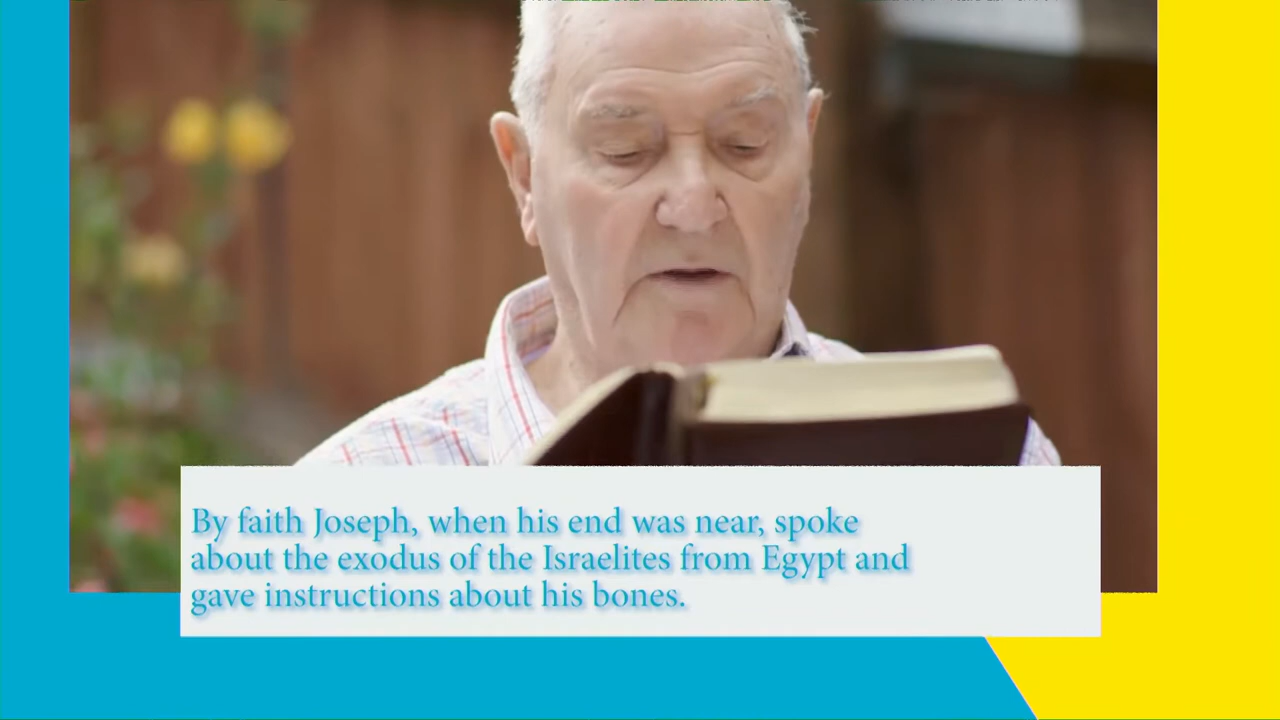 By faith Joseph, when his end was near, spoke
about the exodus of the Israelites from Egypt and
gave instructions about his bones.